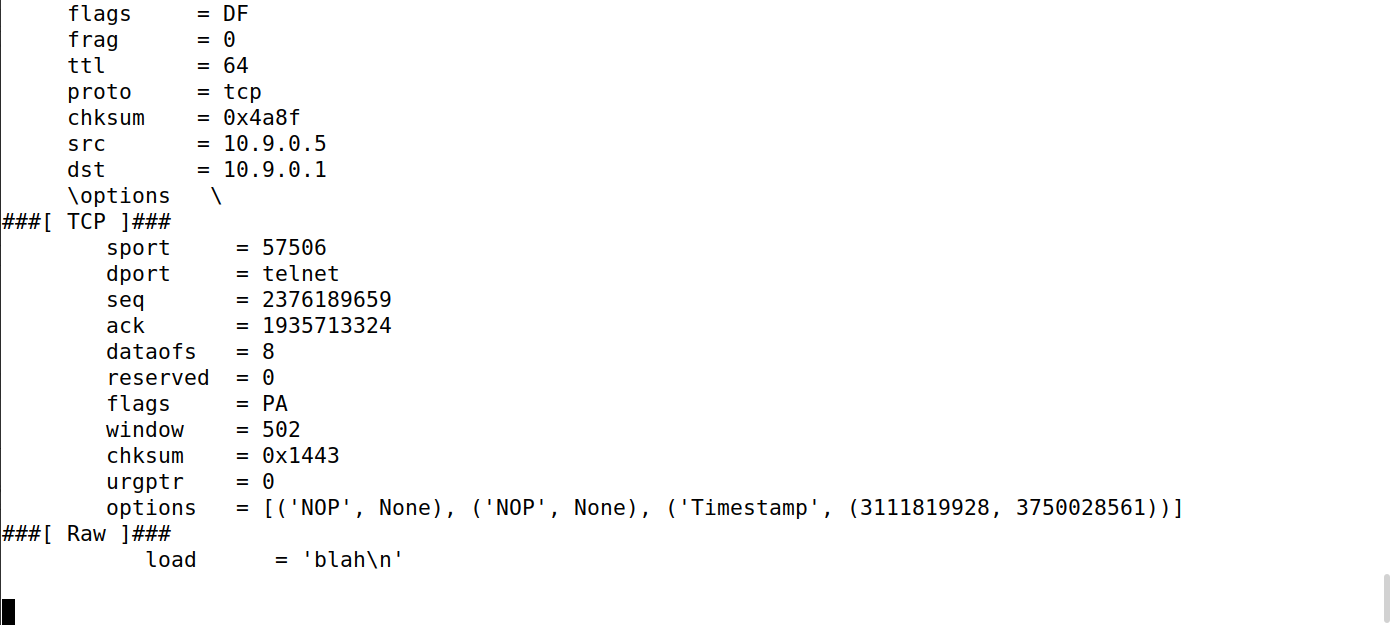 flags     = DF
     frag      = 0
     ttl       = 64
     proto     = tcp
     chksum    = 0x4a8f
     src       = 10.9.0.5
     dst       = 10.9.0.1
     \options   \
###[ TCP ]###
        sport     = 57506
        dport     = telnet
        seq       = 2376189659
        ack       = 1935713324
        dataofs   = 8
        reserved  = 0
        flags     = PA
        window    = 502
        chksum    = 0x1443
        urgptr    = 0
        options   = [('NOP', None), ('NOP', None), ('Timestamp', (3111819928, 3750028561))]
###[ Raw ]###
           load      = 'blah\n'